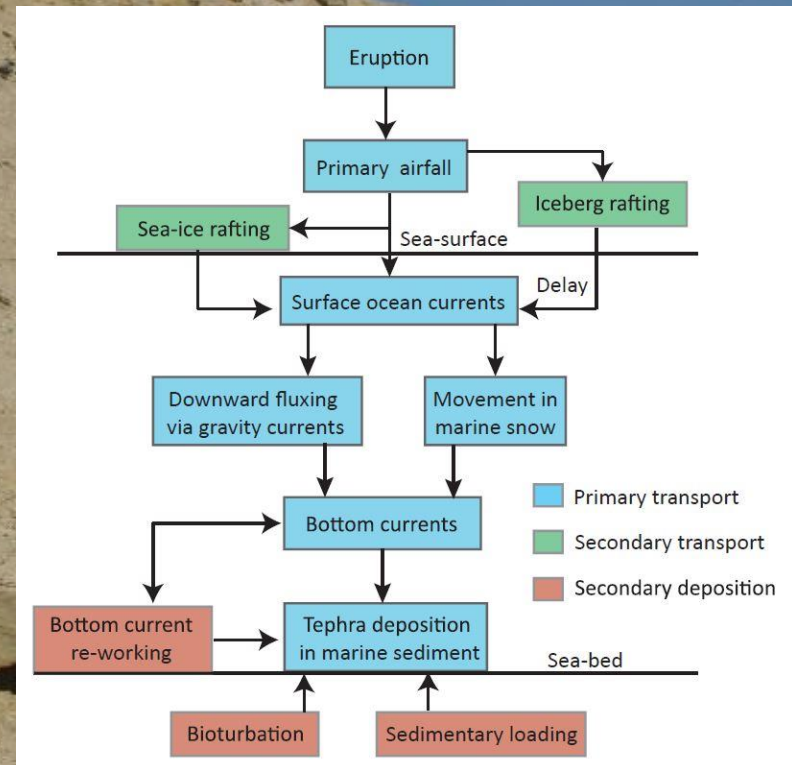 Eruption
Primary airfall
Iceberg rafting
Sea-ice rafting
Sea-surface
Delay
Surface ocean currents
Downward fluxing
via gravity currents
Movement in
marine snow
Primary transport
Bottom currents
Secondary transport
Secondary deposition
Bottom current
re-working
Tephra deposition
in marine sediment
Sea-bed
Bioturbation
Sedimentary loading